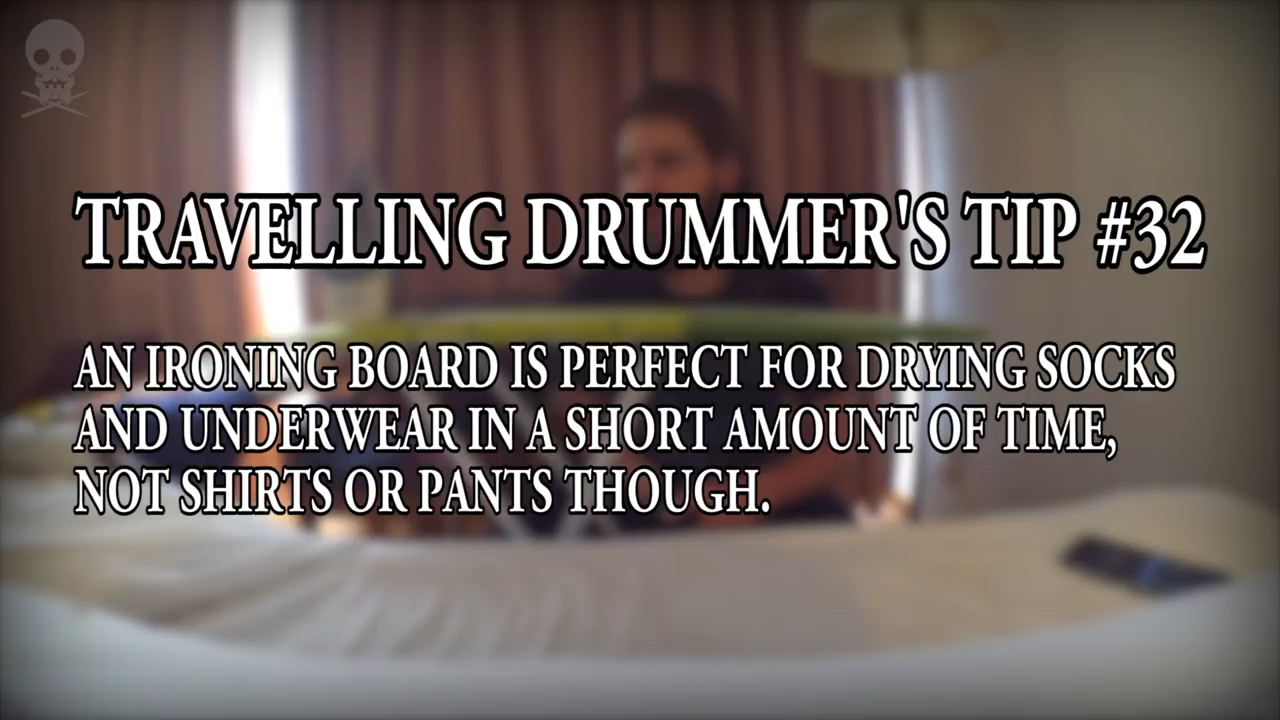 TRAVELLING DRUMMER'S TIP #32
AN IRONING BOARD IS PERFECT FOR DRYING SOCKS
AND UNDERWEAR IN A SHORT AMOUNT OF TIME,
NOT SHIRTS OR PANTS THOUGH.